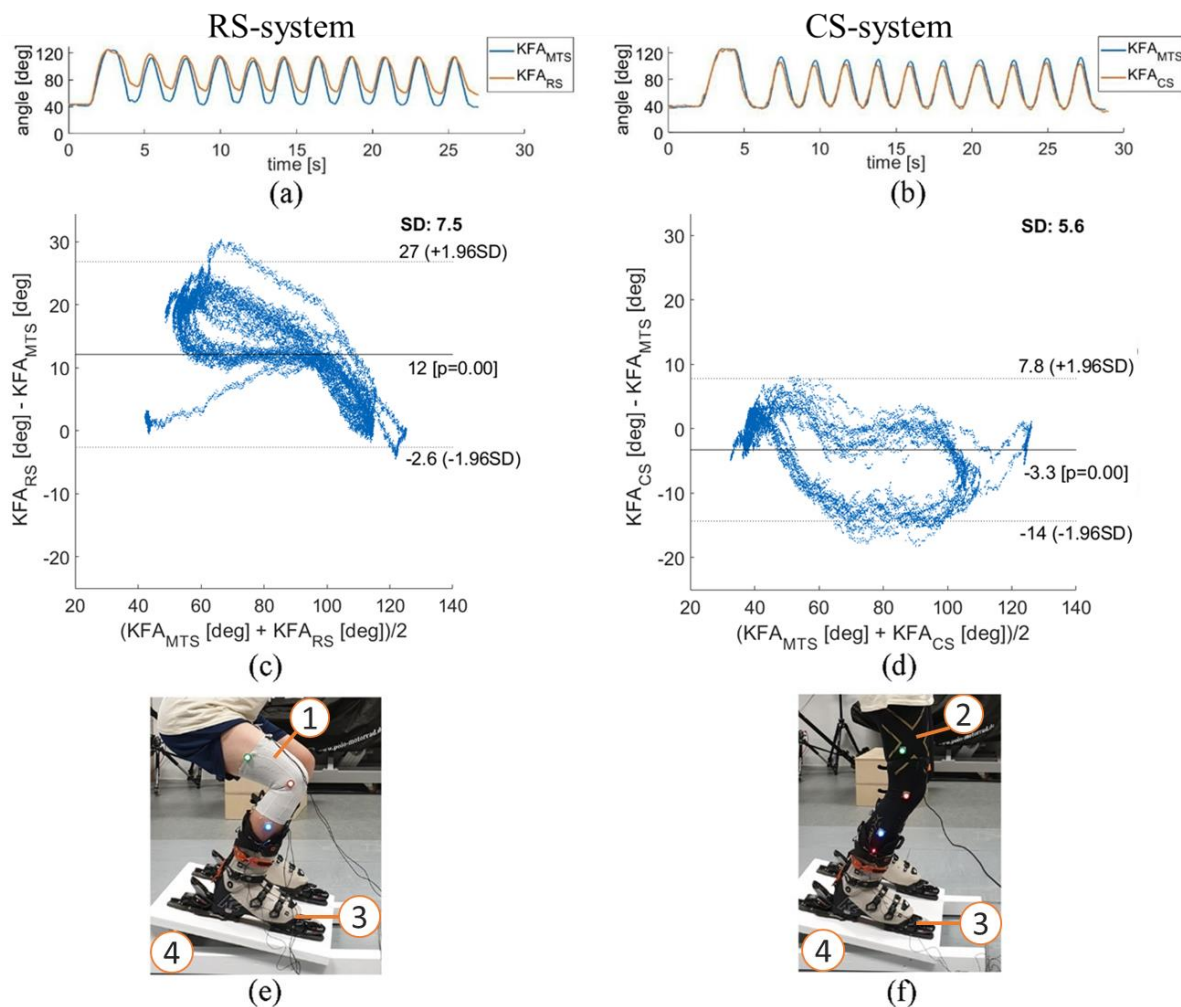 RS-system
CS-system
angle [deg]
120
80
40
0
KFA_MTS
KFA_RS
0 5 10 15 20 25 30
time [s]
(a)
angle [deg]
120
80
40
0
KFA_MTS
KFA_CS
0 5 10 15 20 25 30
time [s]
(b)
KFA_RS [deg] - KFA_MTS [deg]
30
20
10
0
-10
-20
SD: 7.5
27 (+1.96SD)
12 [p=0.00]
-2.6 (-1.96SD)
20 40 60 80 100 120 140
(KFA_MTS [deg] + KFA_RS [deg])/2
(c)
KFA_CS [deg] - KFA_MTS [deg]
30
20
10
0
-10
-20
SD: 5.6
7.8 (+1.96SD)
-3.3 [p=0.00]
-14 (-1.96SD)
20 40 60 80 100 120 140
(KFA_MTS [deg] + KFA_CS [deg])/2
(d)
1
www.polo-motorrad.d
3
4
(e)
2
3
4
(f)